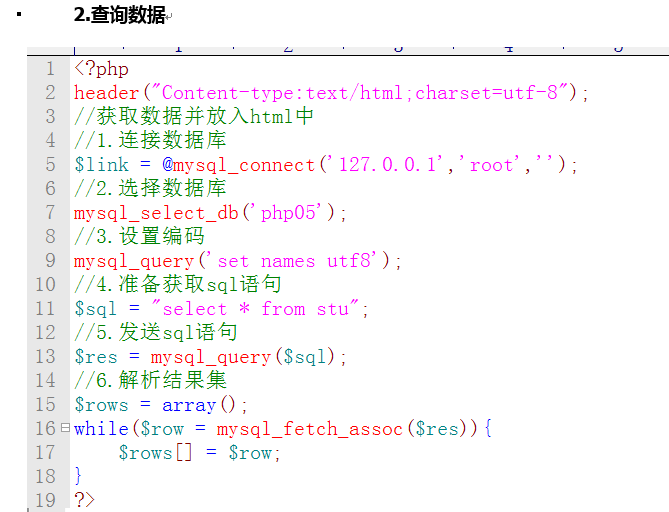 ▪ 2.查询数据
1 <?php
2 header("Content-type:text/html;charset=utf-8");
3 //获取数据并放入html中
4 //1.连接数据库
5 $link = @mysql_connect('127.0.0.1','root','');
6 //2.选择数据库
7 mysql_select_db('php05');
8 //3.设置编码
9 mysql_query('set names utf8');
10 //4.准备获取sql语句
11 $sql = "select * from stu";
12 //5.发送sql语句
13 $res = mysql_query($sql);
14 //6.解析结果集
15 $rows = array();
16 while($row = mysql_fetch_assoc($res)){
17 $rows[] = $row;
18 }
19 ?>